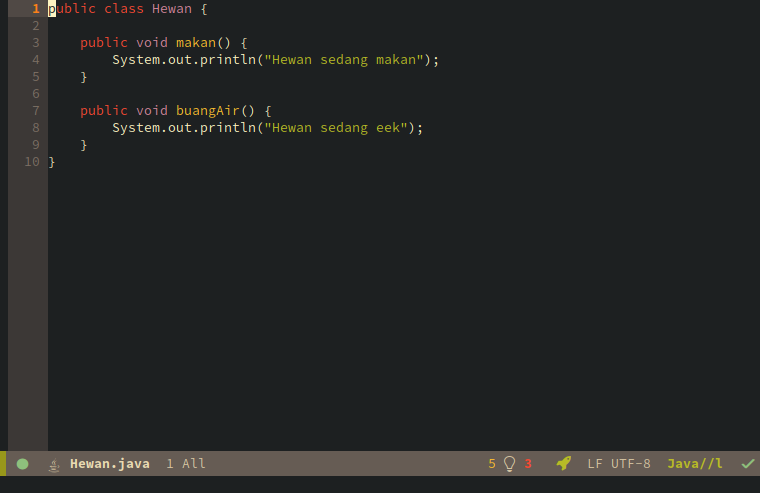 1 public class Hewan {
2
3     public void makan() {
4         System.out.println("Hewan sedang makan");
5     }
6
7     public void buangAir() {
8         System.out.println("Hewan sedang eek");
9     }
10 }
Hewan.java 1 All 5 3 LF UTF-8 Java//l